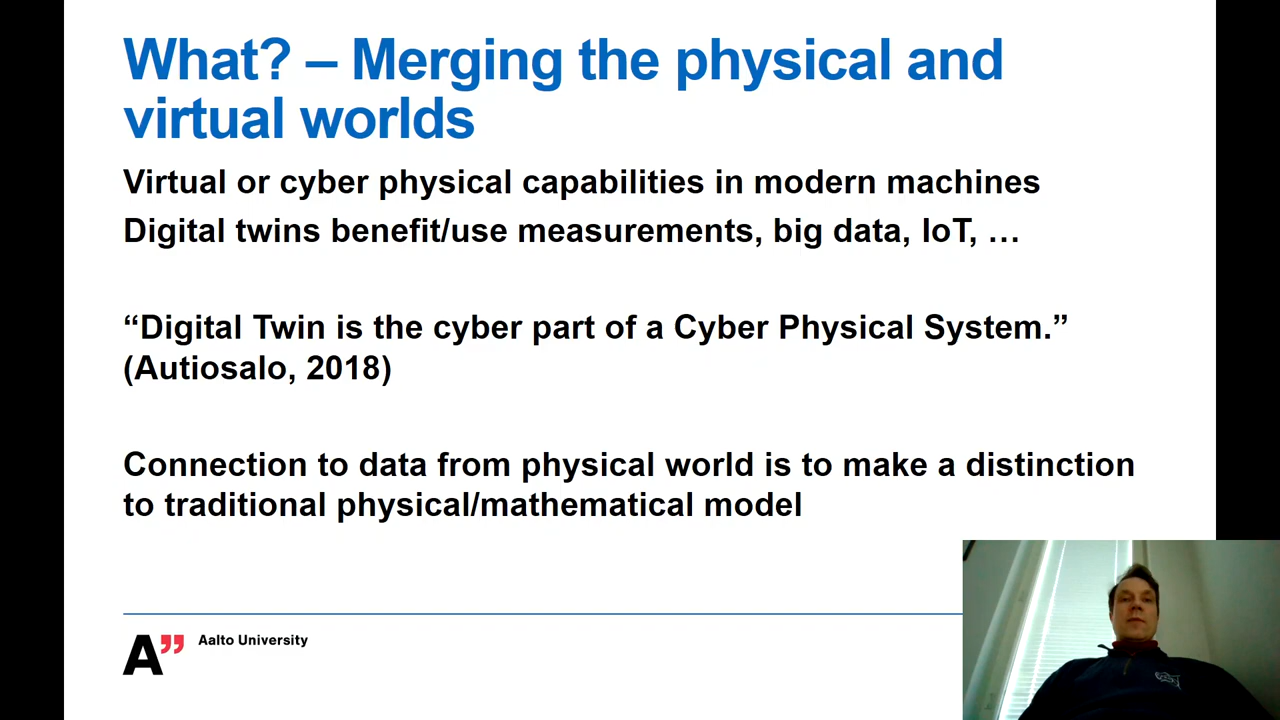 What? – Merging the physical and
virtual worlds
Virtual or cyber physical capabilities in modern machines
Digital twins benefit/use measurements, big data, IoT, …
“Digital Twin is the cyber part of a Cyber Physical System.”
(Autiosalo, 2018)
Connection to data from physical world is to make a distinction
to traditional physical/mathematical model
A” Aalto University